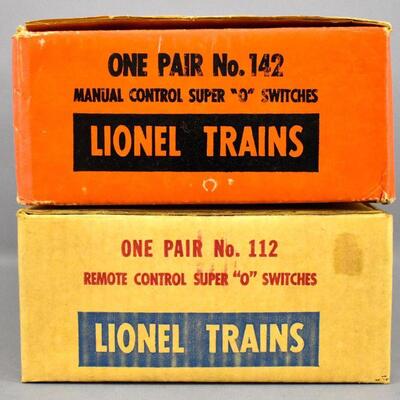 ONE PAIR No. 142
MANUAL CONTROL SUPER "O" SWITCHES
LIONEL TRAINS
ONE PAIR No. 112
REMOTE CONTROL SUPER "O" SWITCHES
LIONEL TRAINS